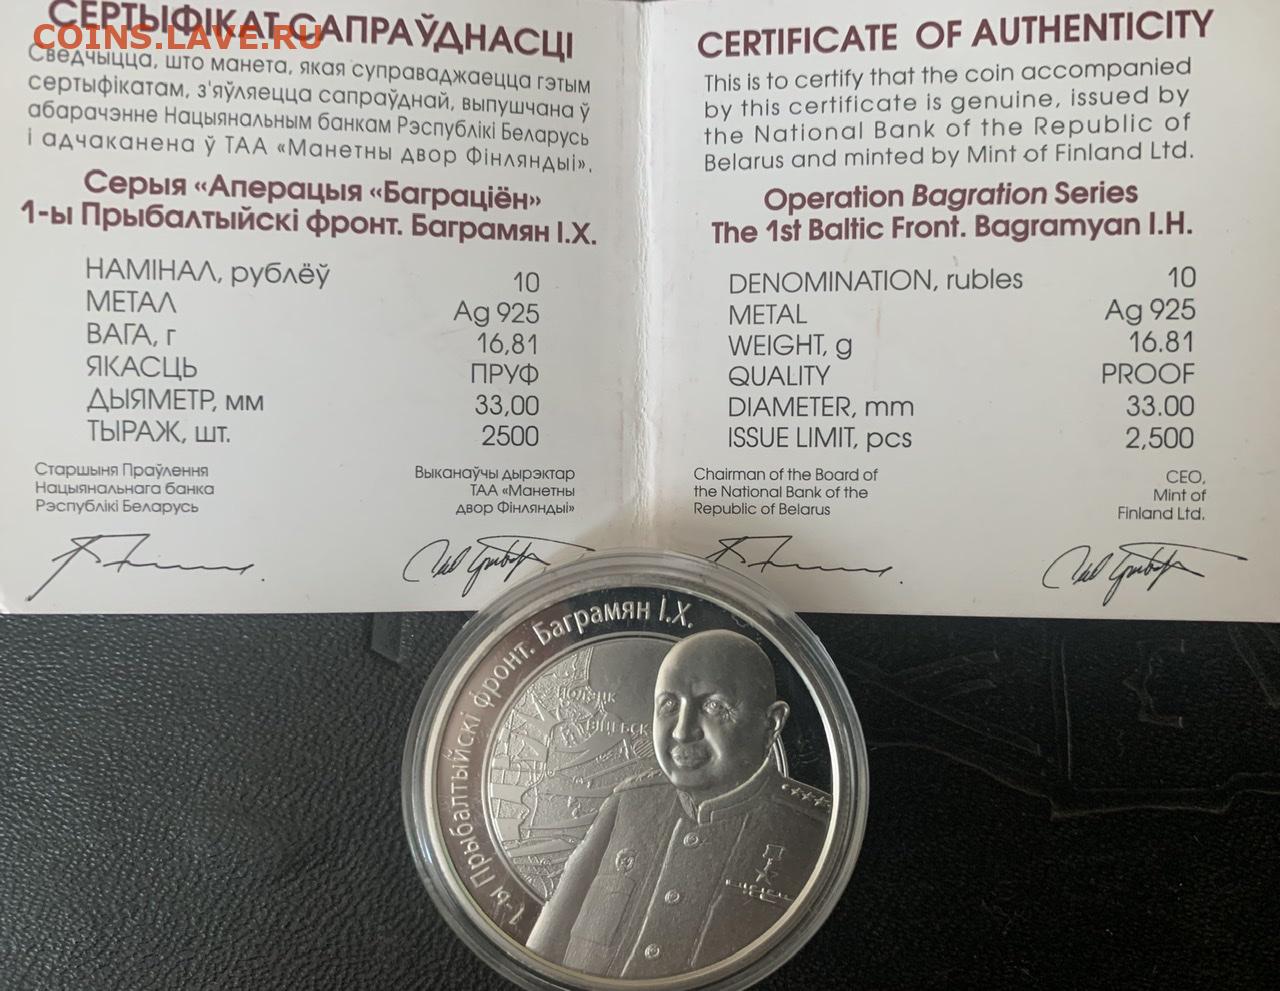 COINS.LAVE.RU
СЕРТЫФІКАТ САПРАЎДНАСЦІ
Сведчыцца, што манета, якая суправаджаецца гэтым
сертыфікатам, з'яўляецца сапраўднай, выпушчана ў
абарачэнне Нацыянальным банкам Рэспублікі Беларусь
і адчаканена ў ТАА «Манетны двор Фінляндыі».
Серыя «Аперацыя «Баграціён»
1-ы Прыбалтыйскі фронт. Баграмян І.Х.
НАМІНАЛ, рублёў 10
МЕТАЛ Ag 925
ВАГА, г 16,81
ЯКАСЦЬ ПРУФ
ДЫЯМЕТР, мм 33,00
ТЫРАЖ, шт. 2500
Старшыня Праўлення
Нацыянальнага банка
Рэспублікі Беларусь
Выканаўчы дырэктар
ТАА «Манетны
двор Фінляндыі»
CERTIFICATE OF AUTHENTICITY
This is to certify that the coin accompanied
by this certificate is genuine, issued by
the National Bank of the Republic of
Belarus and minted by Mint of Finland Ltd.
Operation Bagration Series
The 1st Baltic Front. Bagramyan I.H.
DENOMINATION, rubles 10
METAL Ag 925
WEIGHT, g 16.81
QUALITY PROOF
DIAMETER, mm 33.00
ISSUE LIMIT, pcs 2,500
Chairman of the Board of
the National Bank of the
Republic of Belarus
CEO,
Mint of
Finland Ltd.
1-ы Прыбалтыйскі фронт. Баграмян І.Х.
ПОЛАЦК
ВІЦЕБСК